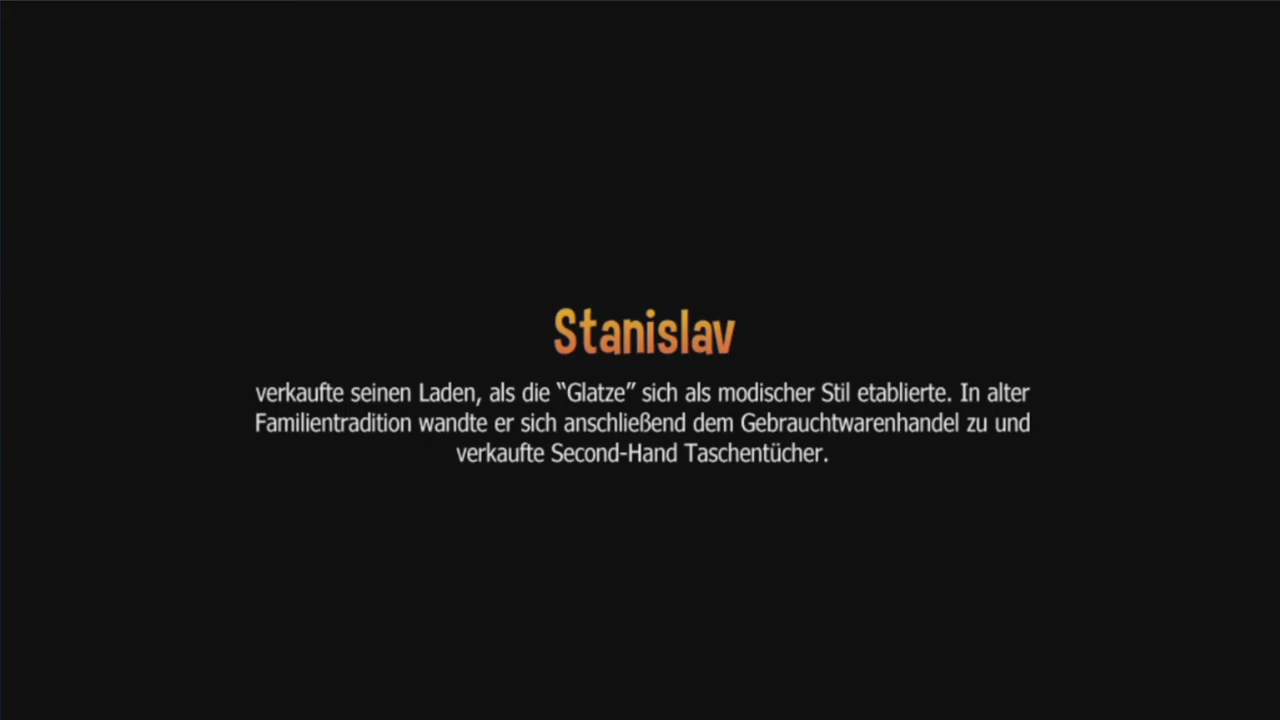 Stanislav
verkaufte seinen Laden, als die “Glatze” sich als modischer Stil etablierte. In alter
Familientradition wandte er sich anschließend dem Gebrauchtwarenhandel zu und
verkaufte Second-Hand Taschentücher.